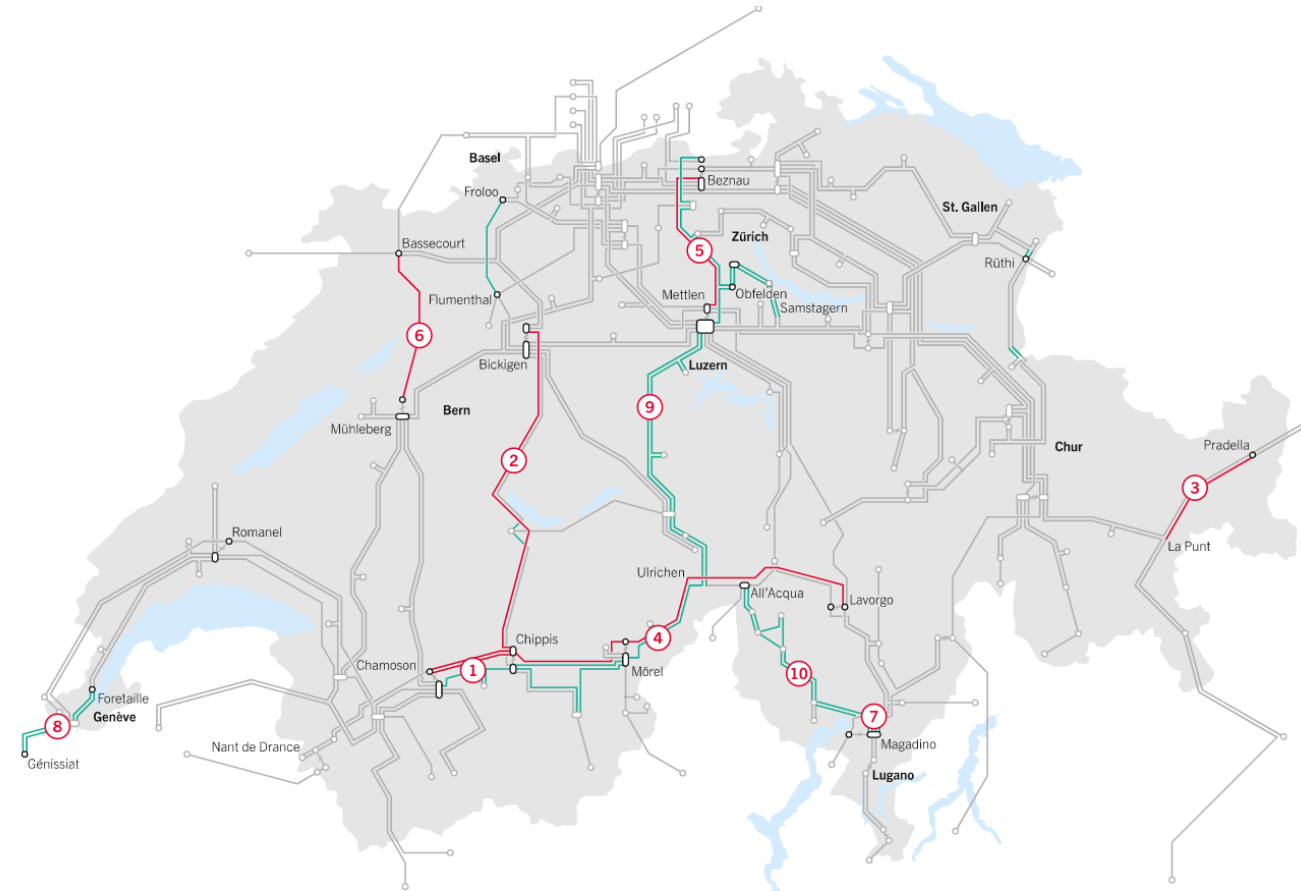 Basel
Froloo
Beznau
St. Gallen
Zürich
Bassecourt
5
Rüthi
Flumenthal
Mettlen
Obfelden
Samstagern
6
Bickigen
Luzern
Bern
9
Mühleberg
Chur
Pradella
2
3
Romanel
La Punt
Ulrichen
All'Acqua
Lavorgo
Chippis
4
Chamoson
1
Mörel
10
Foretaille
Genève
8
7
Génissiat
Nant de Drance
Magadino
Lugano